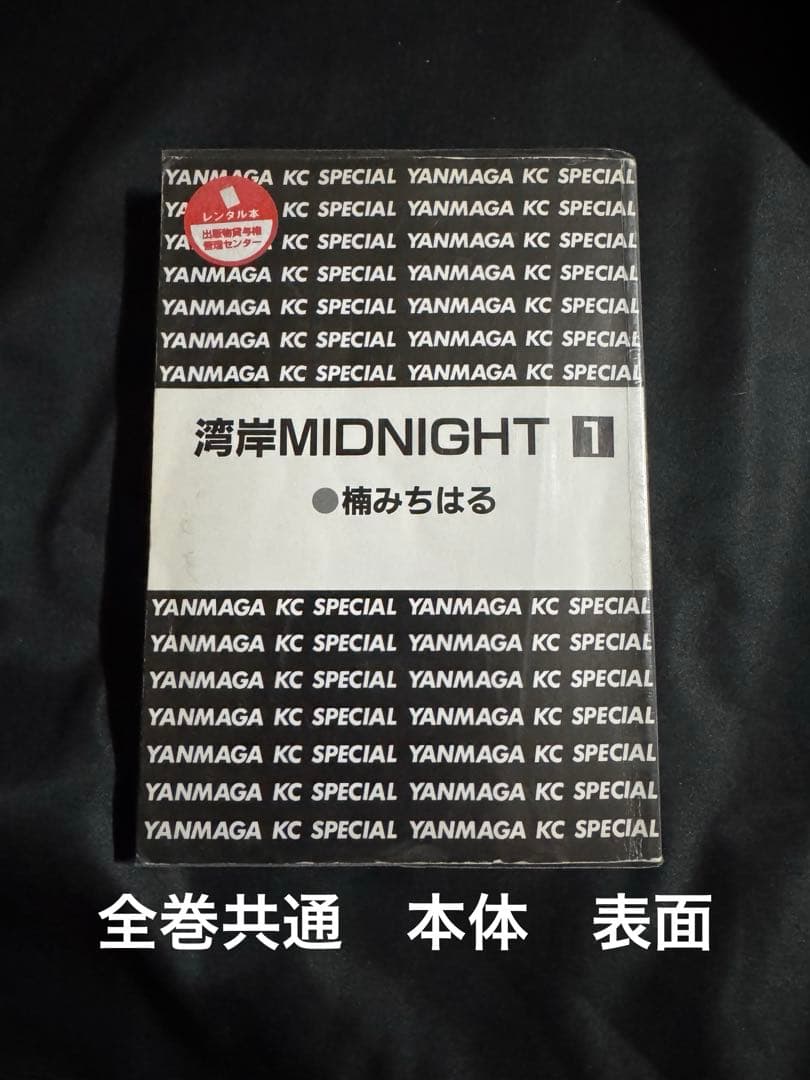 YANMAGA KC SPECIAL YANMAGA KC SPECIAL
YA KC SPECIAL YANMAGA KC SPECIAL
YA KC SPECIAL YANMAGA KC SPECIAL
YANMAGA KC SPECIAL YANMAGA KC SPECIAL
YANMAGA KC SPECIAL YANMAGA KC SPECIAL
YANMAGA KC SPECIAL YANMAGA KC SPECIAL
YANMAGA KC SPECIAL YANMAGA KC SPECIAL
レンタル本
出版物貸与権
管理センター
湾岸MIDNIGHT 1
●楠みちはる
YANMAGA KC SPECIAL YANMAGA KC SPECIAL
YANMAGA KC SPECIAL YANMAGA KC SPECIAL
YANMAGA KC SPECIAL YANMAGA KC SPECIAL
YANMAGA KC SPECIAL YANMAGA KC SPECIAL
YANMAGA KC SPECIAL YANMAGA KC SPECIAL
YANMAGA KC SPECIAL YANMAGA KC SPECIAL
YANMAGA KC SPECIAL YANMAGA KC SPECIAL
全巻共通 本体 表面